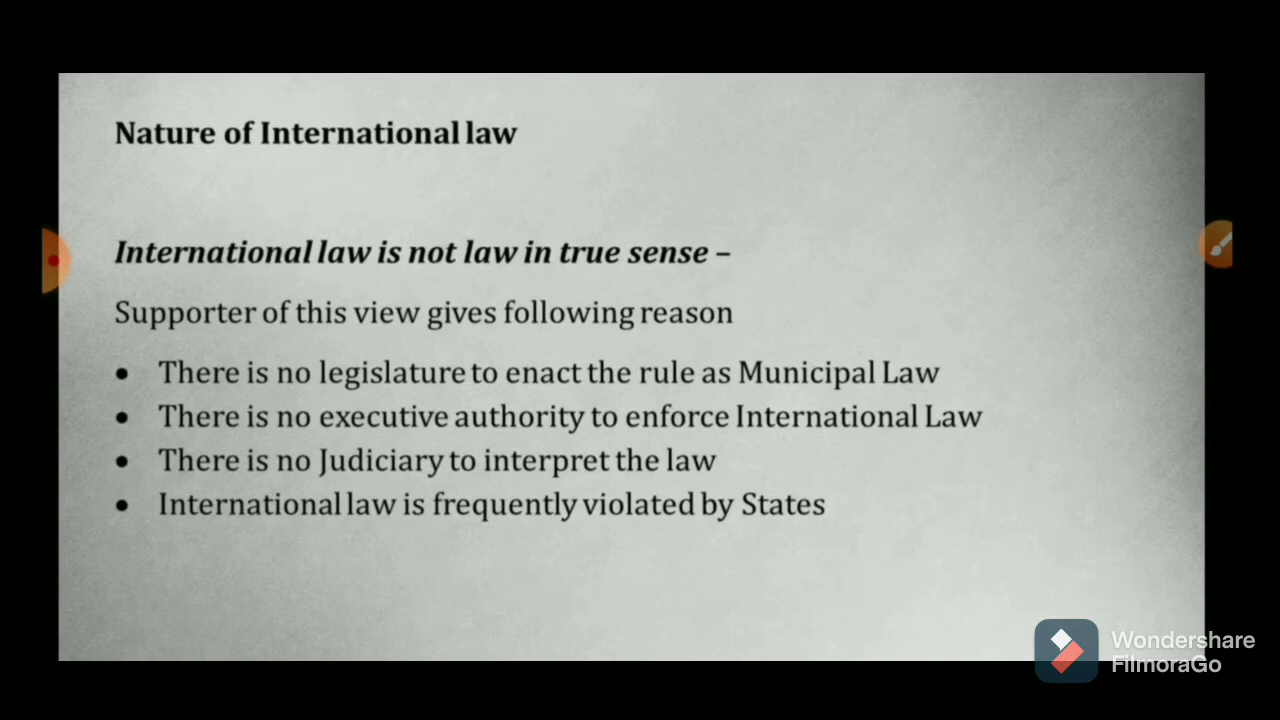 Nature of International law
International law is not law in true sense –
Supporter of this view gives following reason
• There is no legislature to enact the rule as Municipal Law
• There is no executive authority to enforce International Law
• There is no Judiciary to interpret the law
• International law is frequently violated by States
Wondershare
FilmoraGo